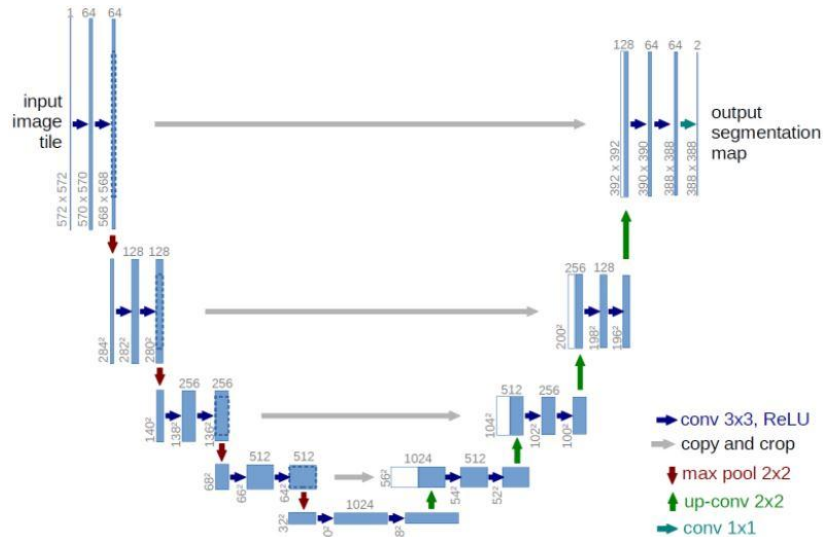 1 64 64
128 64 64 2
input
image
tile
output
segmentation
map
572 x 572
570 x 570
568 x 568
392 x 392
390 x 390
388 x 388
388 x 388
128 128
256 128
284²
282²
280²
200²
198²
196²
256 256
512 256
140²
138²
136²
104²
102²
100²
512 512
1024 512
68²
66²
64²
56²
54²
52²
1024
32²
0²
8²
conv 3x3, ReLU
copy and crop
max pool 2x2
up-conv 2x2
conv 1x1